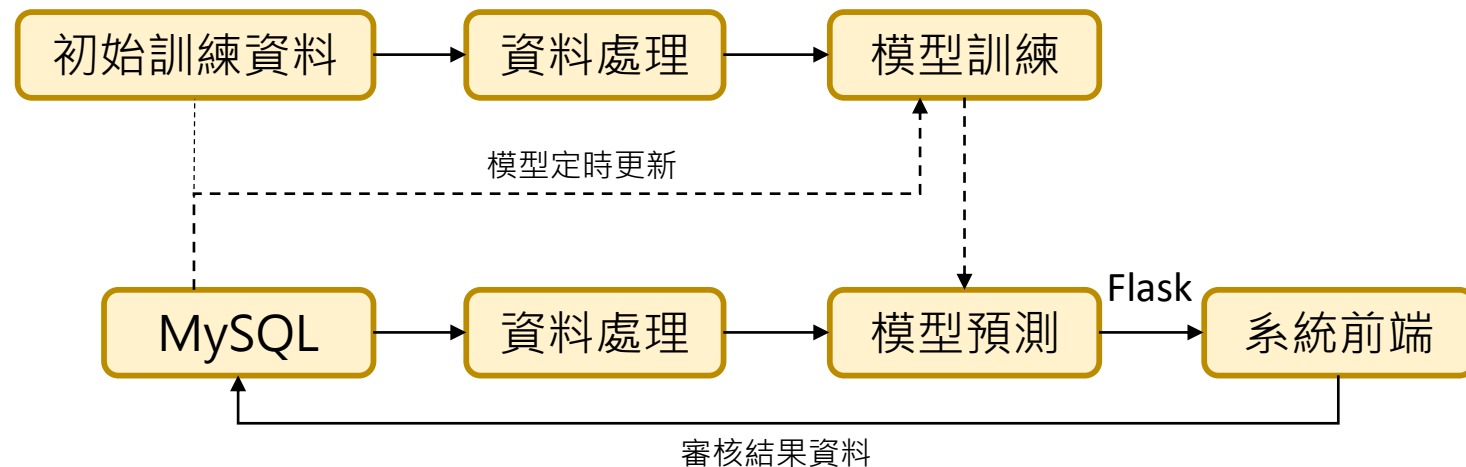 初始訓練資料
資料處理
模型訓練
模型定時更新
MySQL
資料處理
模型預測
Flask
系統前端
審核結果資料